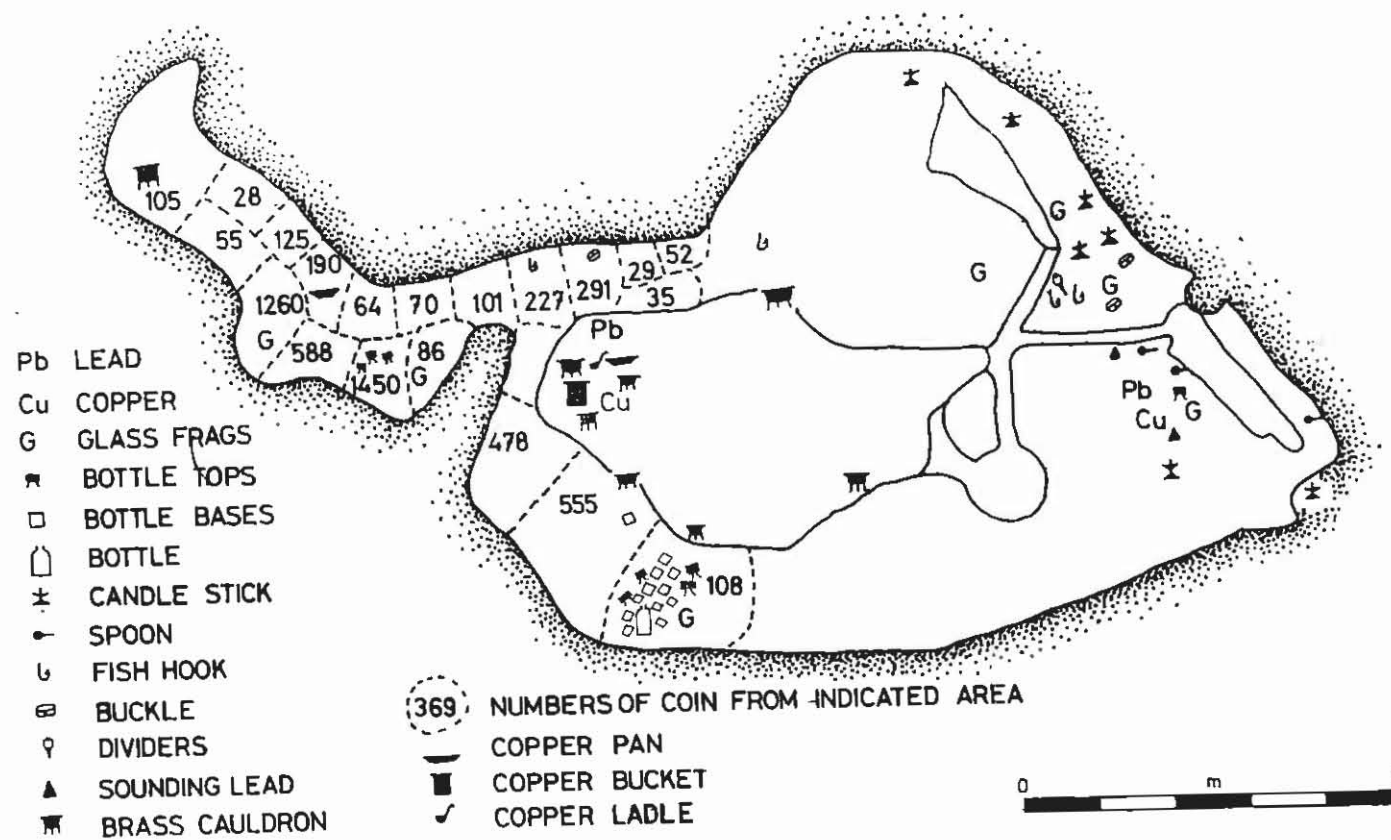 105
28
55
125
190
1260
64
70
101
227
291
29
52
35
G
588
1450
86
G
478
555
108
G
Pb
Cu
G
G
G
Pb
Cu
G
Pb LEAD
Cu COPPER
G GLASS FRAGS
BOTTLE TOPS
BOTTLE BASES
BOTTLE
CANDLE STICK
SPOON
FISH HOOK
BUCKLE
DIVIDERS
SOUNDING LEAD
BRASS CAULDRON
369 NUMBERS OF COIN FROM INDICATED AREA
COPPER PAN
COPPER BUCKET
COPPER LADLE
0 m